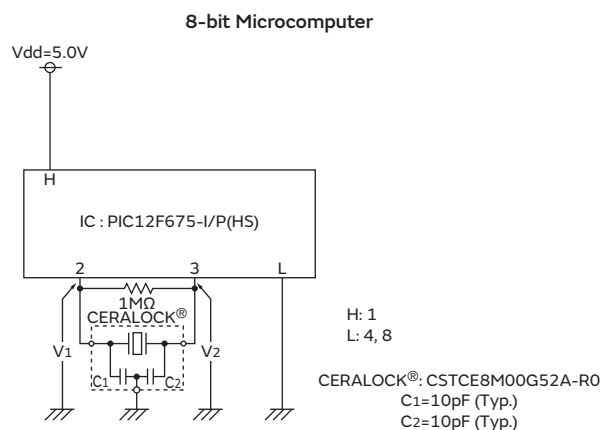 8-bit Microcomputer
Vdd=5.0V
H
IC : PIC12F675-I/P(HS)
2 3 L
1MΩ
CERALOCK®
V1 V2
C1 C2
H: 1
L: 4, 8
CERALOCK®: CSTCE8M00G52A-R0
C1=10pF (Typ.)
C2=10pF (Typ.)